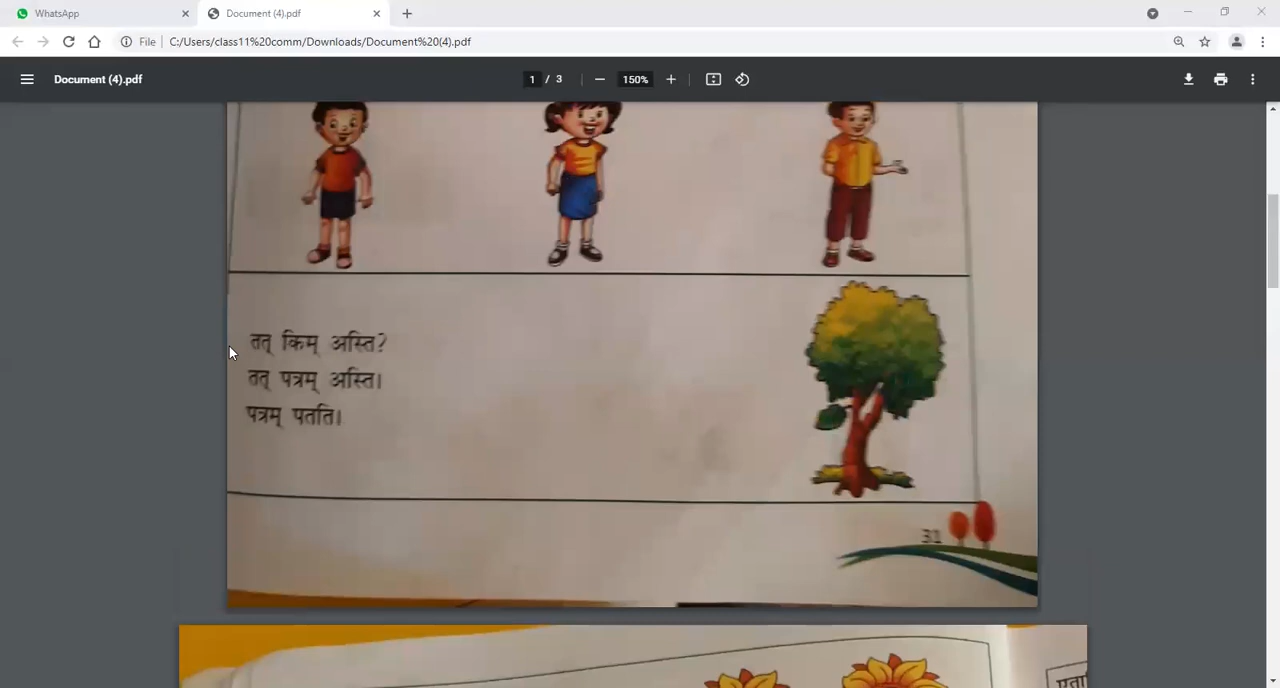 WhatsApp
Document (4).pdf
File
C:/Users/class11%20comm/Downloads/Document%20(4).pdf
Document (4).pdf
1 / 3
150%
तत् किम् अस्ति?
तत् पत्रम् अस्ति।
पत्रम् पतति।
31